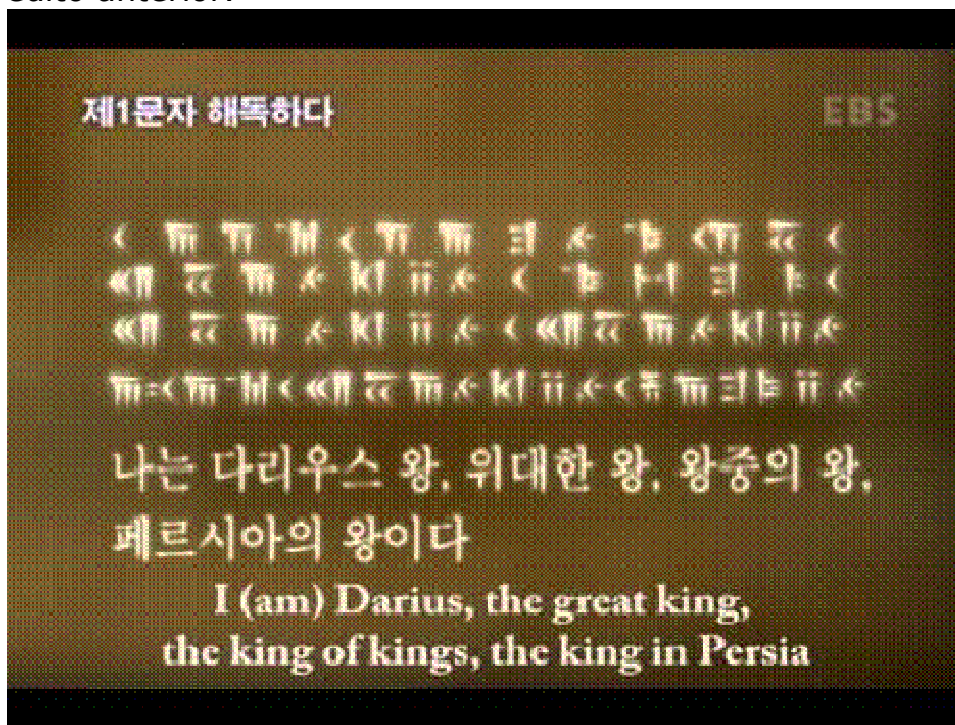 제1문자 해독하다
EBS
𐏐 𐎠 𐎭 𐎶 𐏐 𐎭 𐎠 𐎼 𐎹 𐎺 𐎢 𐏁 𐏐
𐎧 𐏁 𐎠 𐎹 𐎰 𐎡 𐎹 𐏐 𐎺 𐏀 𐎼 𐎣 𐏐
𐎧 𐏁 𐎠 𐎹 𐎰 𐎡 𐎹 𐏐 𐎧 𐏁 𐎠 𐎹 𐎰 𐎡 𐎹
𐎠 𐎴 𐎠 𐎶 𐏐 𐎧 𐏁 𐎠 𐎹 𐎰 𐎡 𐎹 𐏐 𐎱 𐎠 𐎼 𐎿 𐎡 𐎹
나는 다리우스 왕, 위대한 왕, 왕중의 왕,
페르시아의 왕이다
I (am) Darius, the great king,
the king of kings, the king in Persia